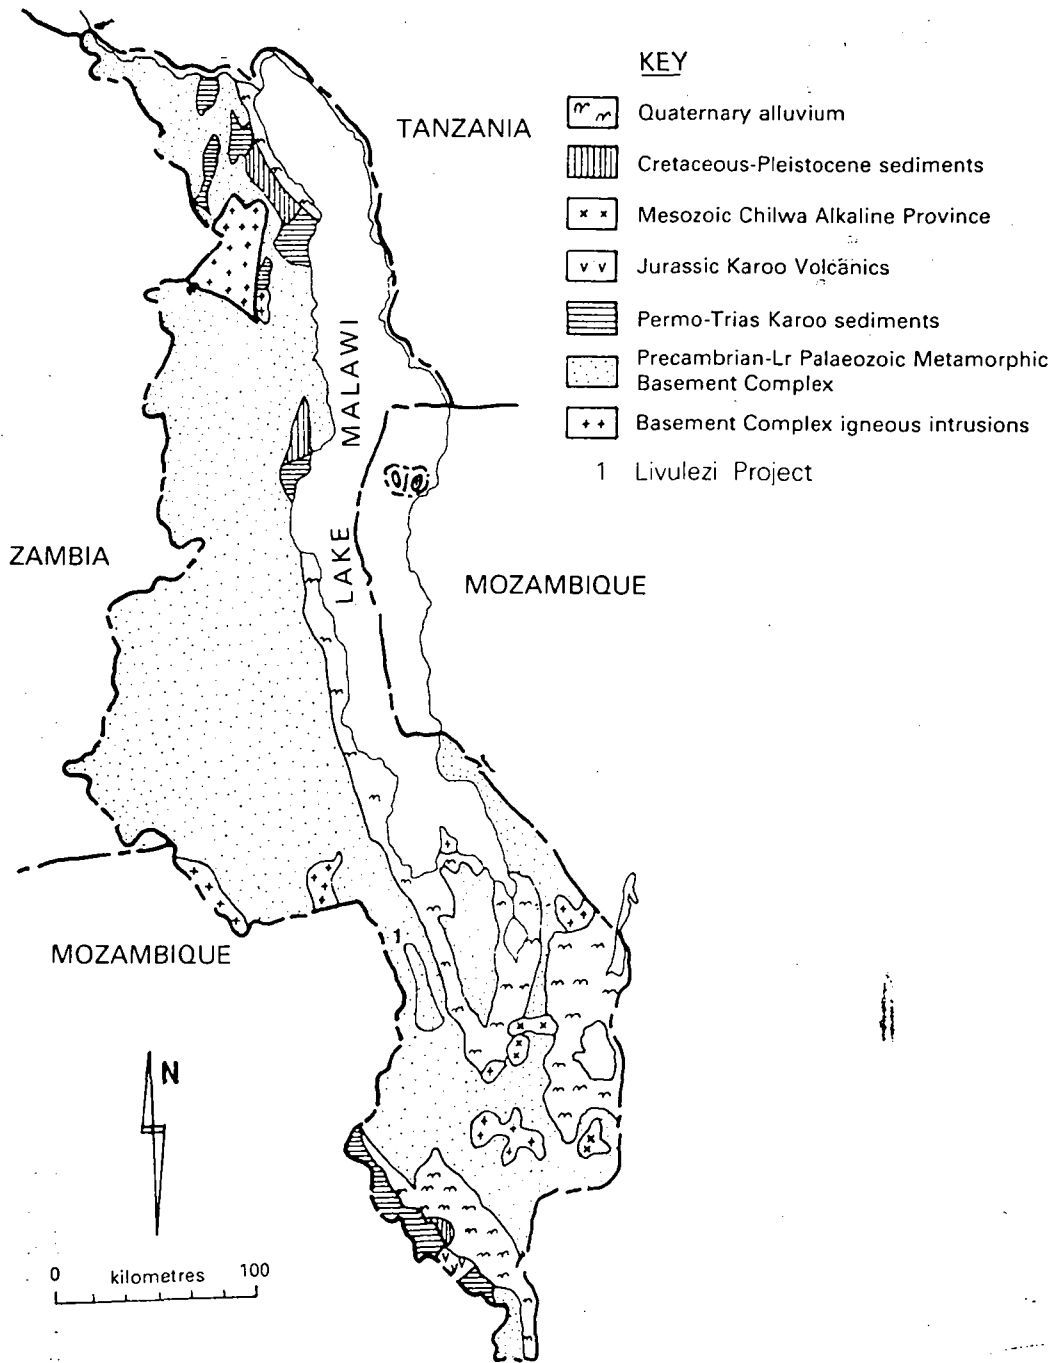 KEY
Quaternary alluvium
Cretaceous-Pleistocene sediments
Mesozoic Chilwa Alkaline Province
Jurassic Karoo Volcanics
Permo-Trias Karoo sediments
Precambrian-Lr Palaeozoic Metamorphic
Basement Complex
Basement Complex igneous intrusions
1 Livulezi Project
TANZANIA
LAKE MALAWI
ZAMBIA
MOZAMBIQUE
MOZAMBIQUE
1
N
0 kilometres 100